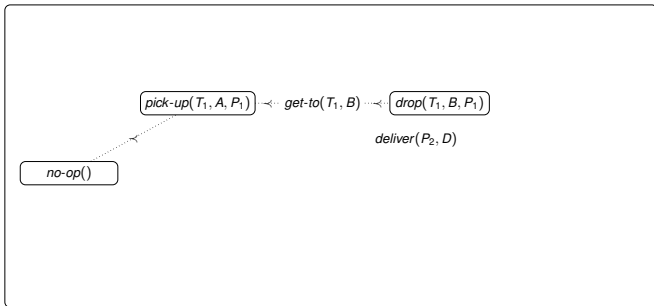 pick-up(T₁, A, P₁) ≺ get-to(T₁, B) ≺ drop(T₁, B, P₁)
deliver(P₂, D)
≺
no-op()